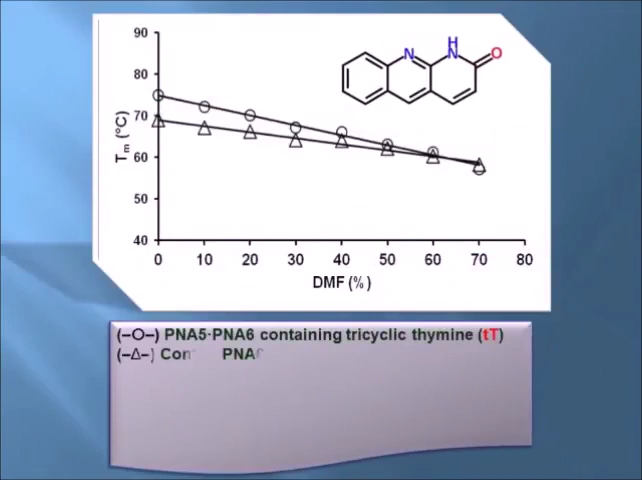 90
80
70
60
50
40
Tm (°C)
0 10 20 30 40 50 60 70 80
DMF (%)
N
H
N
O
(–O–) PNA5·PNA6 containing tricyclic thymine (tT)
(–Δ–) Con PNA